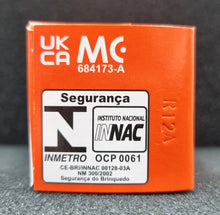 UK
CA
MC
684173-A
Segurança
INSTITUTO NACIONAL
INNAC
INMETRO OCP 0061
CE-BRI/INNAC 00128-03A
NM 300/2002
Segurança do Brinquedo
R12A